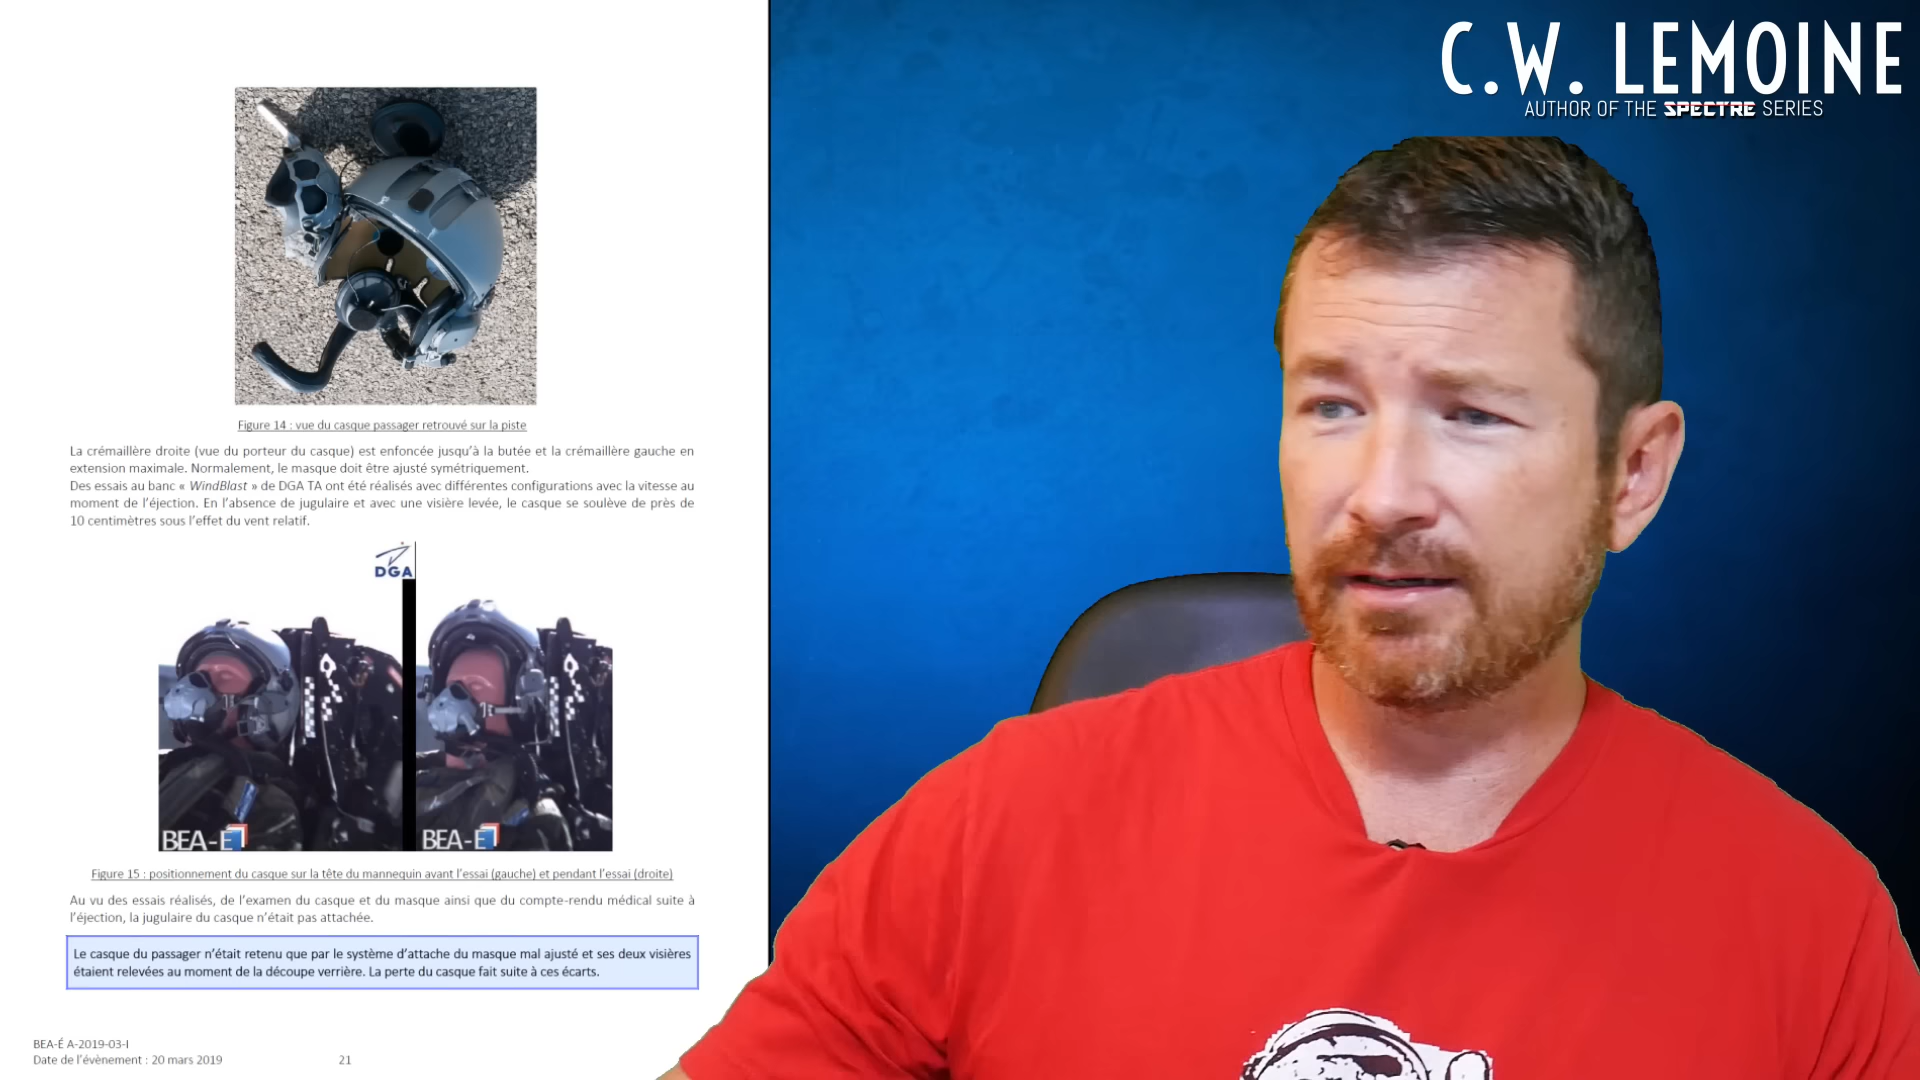 C.W. LEMOINE
AUTHOR OF THE SPECTRE SERIES
Figure 14 : vue du casque passager retrouvé sur la piste
La crémaillère droite (vue du porteur du casque) est enfoncée jusqu'à la butée et la crémaillère gauche en
extension maximale. Normalement, le masque doit être ajusté symétriquement.
Des essais au banc « WindBlast » de DGA TA ont été réalisés avec différentes configurations avec la vitesse au
moment de l'éjection. En l'absence de jugulaire et avec une visière levée, le casque se soulève de près de
10 centimètres sous l'effet du vent relatif.
DGA
BEA-É
BEA-É
Figure 15 : positionnement du casque sur la tête du mannequin avant l'essai (gauche) et pendant l'essai (droite)
Au vu des essais réalisés, de l'examen du casque et du masque ainsi que du compte-rendu médical suite à
l'éjection, la jugulaire du casque n'était pas attachée.
Le casque du passager n'était retenu que par le système d'attache du masque mal ajusté et ses deux visières
étaient relevées au moment de la découpe verrière. La perte du casque fait suite à ces écarts.
BEA-É A-2019-03-I
Date de l'évènement : 20 mars 2019
21